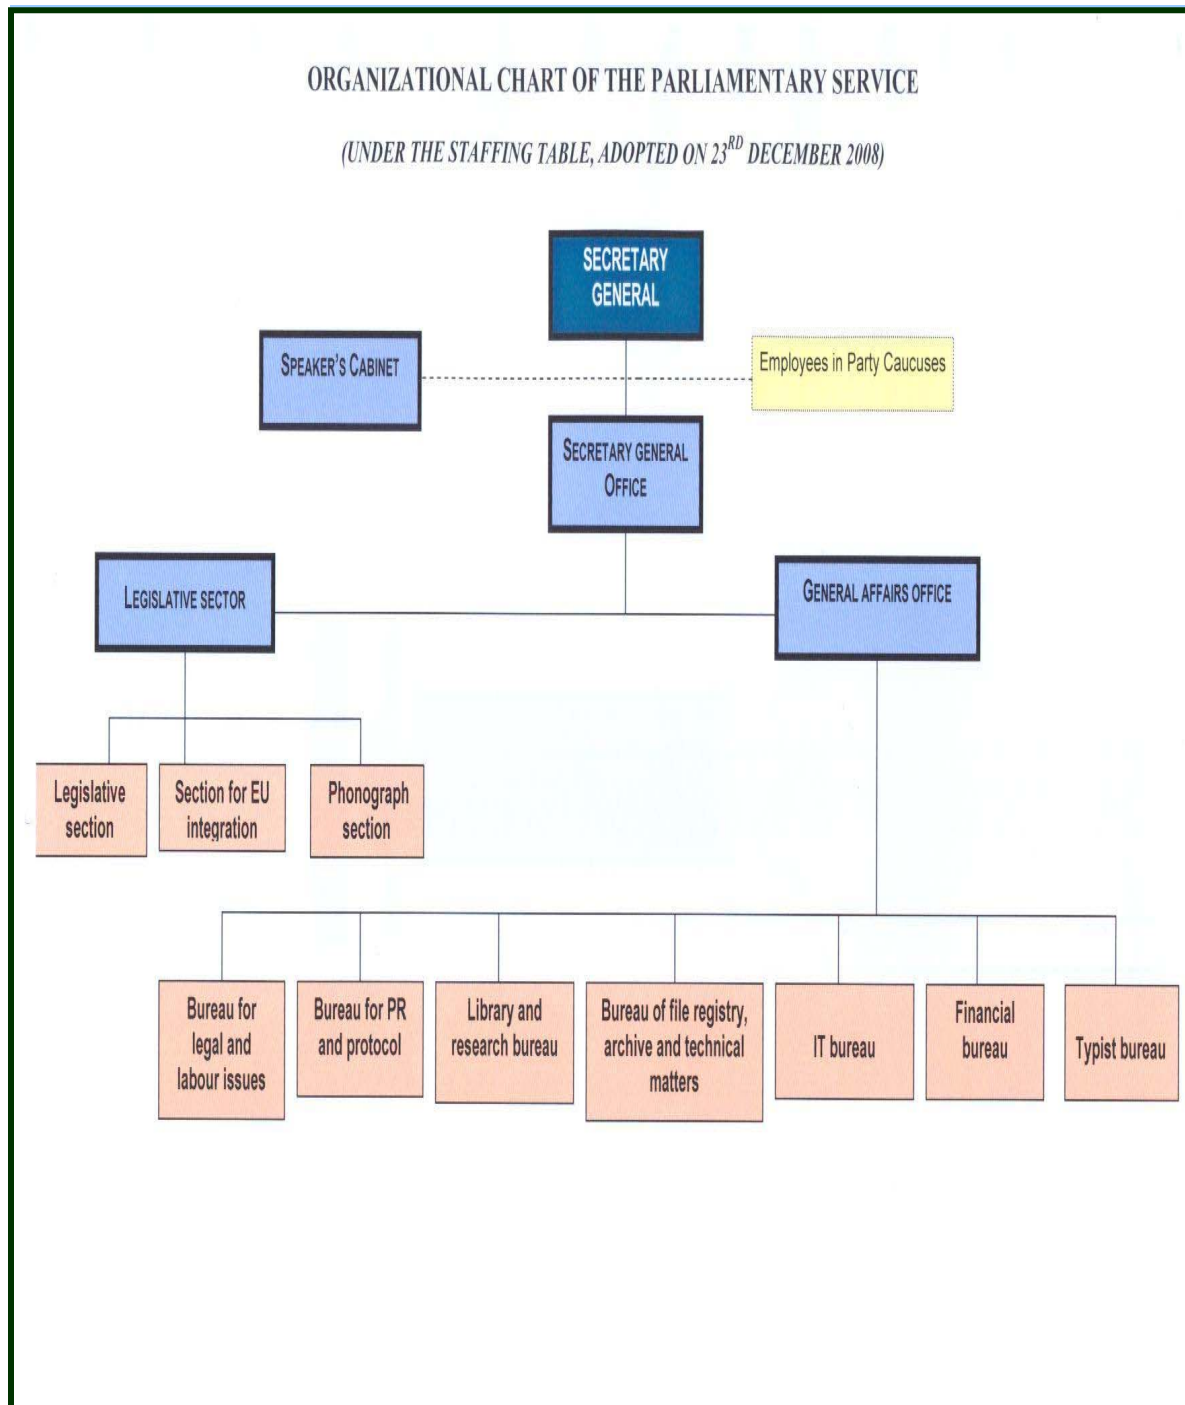 ORGANIZATIONAL CHART OF THE PARLIAMENTARY SERVICE
(UNDER THE STAFFING TABLE, ADOPTED ON 23RD DECEMBER 2008)
SECRETARY
GENERAL
SPEAKER'S CABINET
Employees in Party Caucuses
SECRETARY GENERAL
OFFICE
LEGISLATIVE SECTOR
GENERAL AFFAIRS OFFICE
Legislative
section
Section for EU
integration
Phonograph
section
Bureau for
legal and
labour issues
Bureau for PR
and protocol
Library and
research bureau
Bureau of file registry,
archive and technical
matters
IT bureau
Financial
bureau
Typist bureau